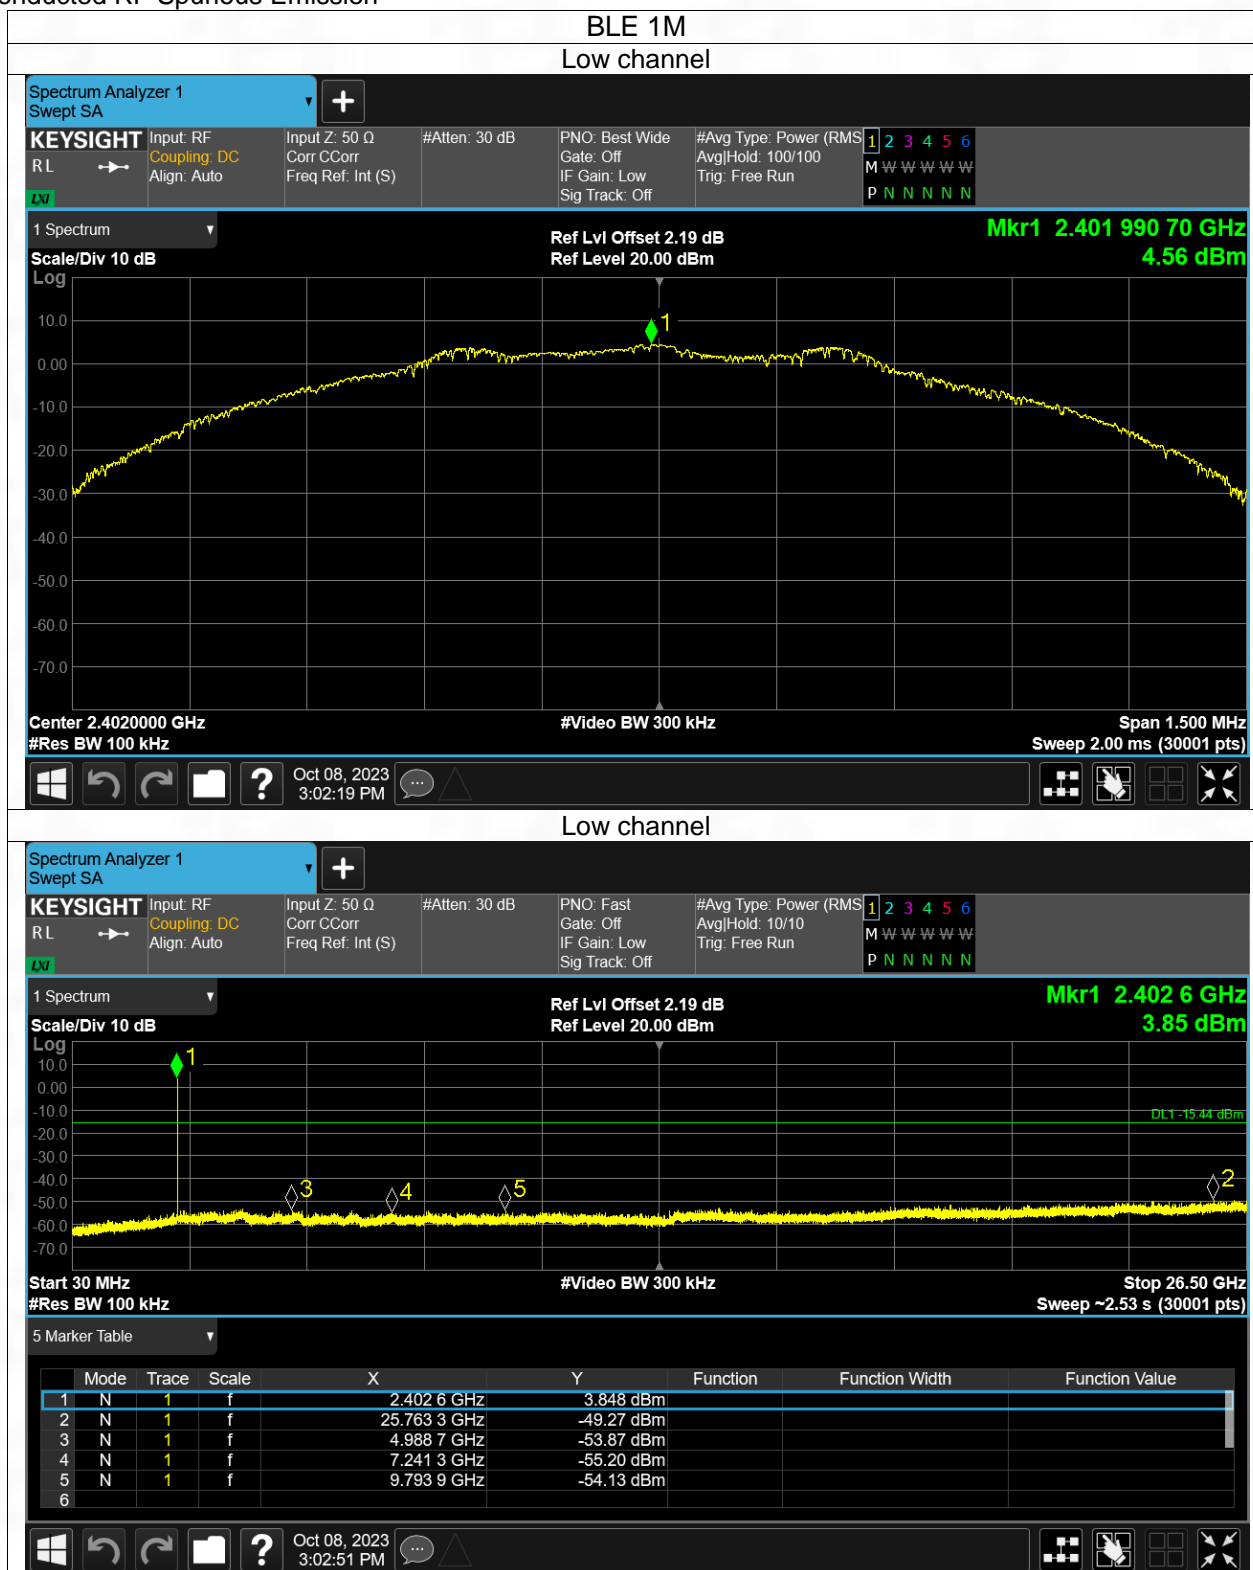 onducted RF Spurious Emission
BLE 1M
Low channel
Spectrum Analyzer 1
Swept SA
KEYSIGHT Input: RF Input Z: 50 Ω #Atten: 30 dB PNO: Best Wide #Avg Type: Power (RMS 1 2 3 4 5 6
RL Coupling: DC Corr CCorr Gate: Off Avg|Hold: 100/100 M W W W W W
Align: Auto Freq Ref: Int (S) IF Gain: Low Trig: Free Run
LXI Sig Track: Off P N N N N N
1 Spectrum Ref Lvl Offset 2.19 dB Mkr1 2.401 990 70 GHz
Scale/Div 10 dB Ref Level 20.00 dBm 4.56 dBm
Log
1
10.0
0.00
-10.0
-20.0
-30.0
-40.0
-50.0
-60.0
-70.0
Center 2.4020000 GHz #Video BW 300 kHz Span 1.500 MHz
#Res BW 100 kHz Sweep 2.00 ms (30001 pts)
? Oct 08, 2023
3:02:19 PM
Low channel
Spectrum Analyzer 1
Swept SA
KEYSIGHT Input: RF Input Z: 50 Ω #Atten: 30 dB PNO: Fast #Avg Type: Power (RMS 1 2 3 4 5 6
RL Coupling: DC Corr CCorr Gate: Off Avg|Hold: 10/10 M W W W W W
Align: Auto Freq Ref: Int (S) IF Gain: Low Trig: Free Run
LXI Sig Track: Off P N N N N N
1 Spectrum Ref Lvl Offset 2.19 dB Mkr1 2.402 6 GHz
Scale/Div 10 dB Ref Level 20.00 dBm 3.85 dBm
Log
1
10.0
0.00
-10.0 DL1 -15.44 dBm
-20.0
-30.0
-40.0
3 4 5 2
-50.0
-60.0
-70.0
Start 30 MHz #Video BW 300 kHz Stop 26.50 GHz
#Res BW 100 kHz Sweep ~2.53 s (30001 pts)
5 Marker Table
Mode Trace Scale X Y Function Function Width Function Value
1 N 1 f 2.402 6 GHz 3.848 dBm
2 N 1 f 25.763 3 GHz -49.27 dBm
3 N 1 f 4.988 7 GHz -53.87 dBm
4 N 1 f 7.241 3 GHz -55.20 dBm
5 N 1 f 9.793 9 GHz -54.13 dBm
6
? Oct 08, 2023
3:02:51 PM